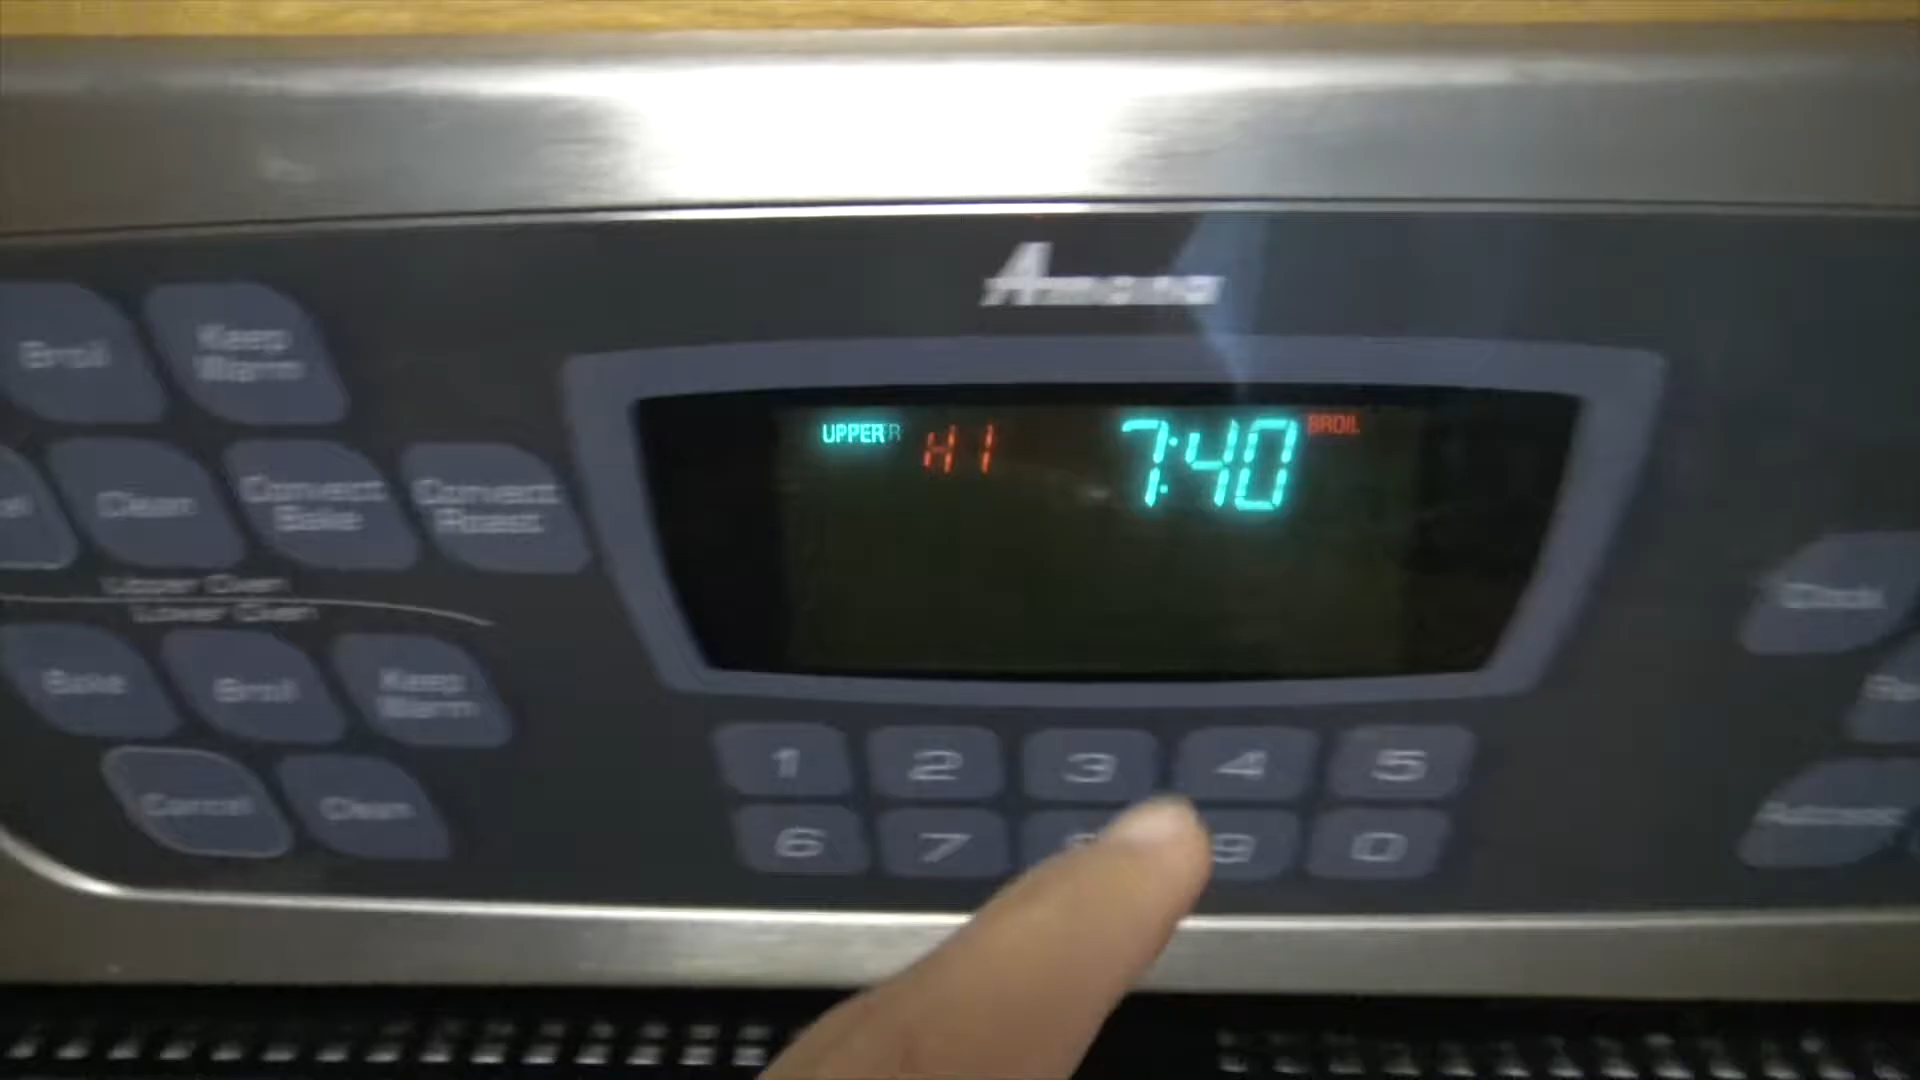 Amana
Broil
Keep
Warm
UPPER
HI
7:40
BROIL
Clean
Convect
Bake
Convect
Roast
Upper Oven
Lower Oven
Clock
Bake
Broil
Keep
Warm
1 2 3 4 5
Cancel
Clean
6 7 8 9 0